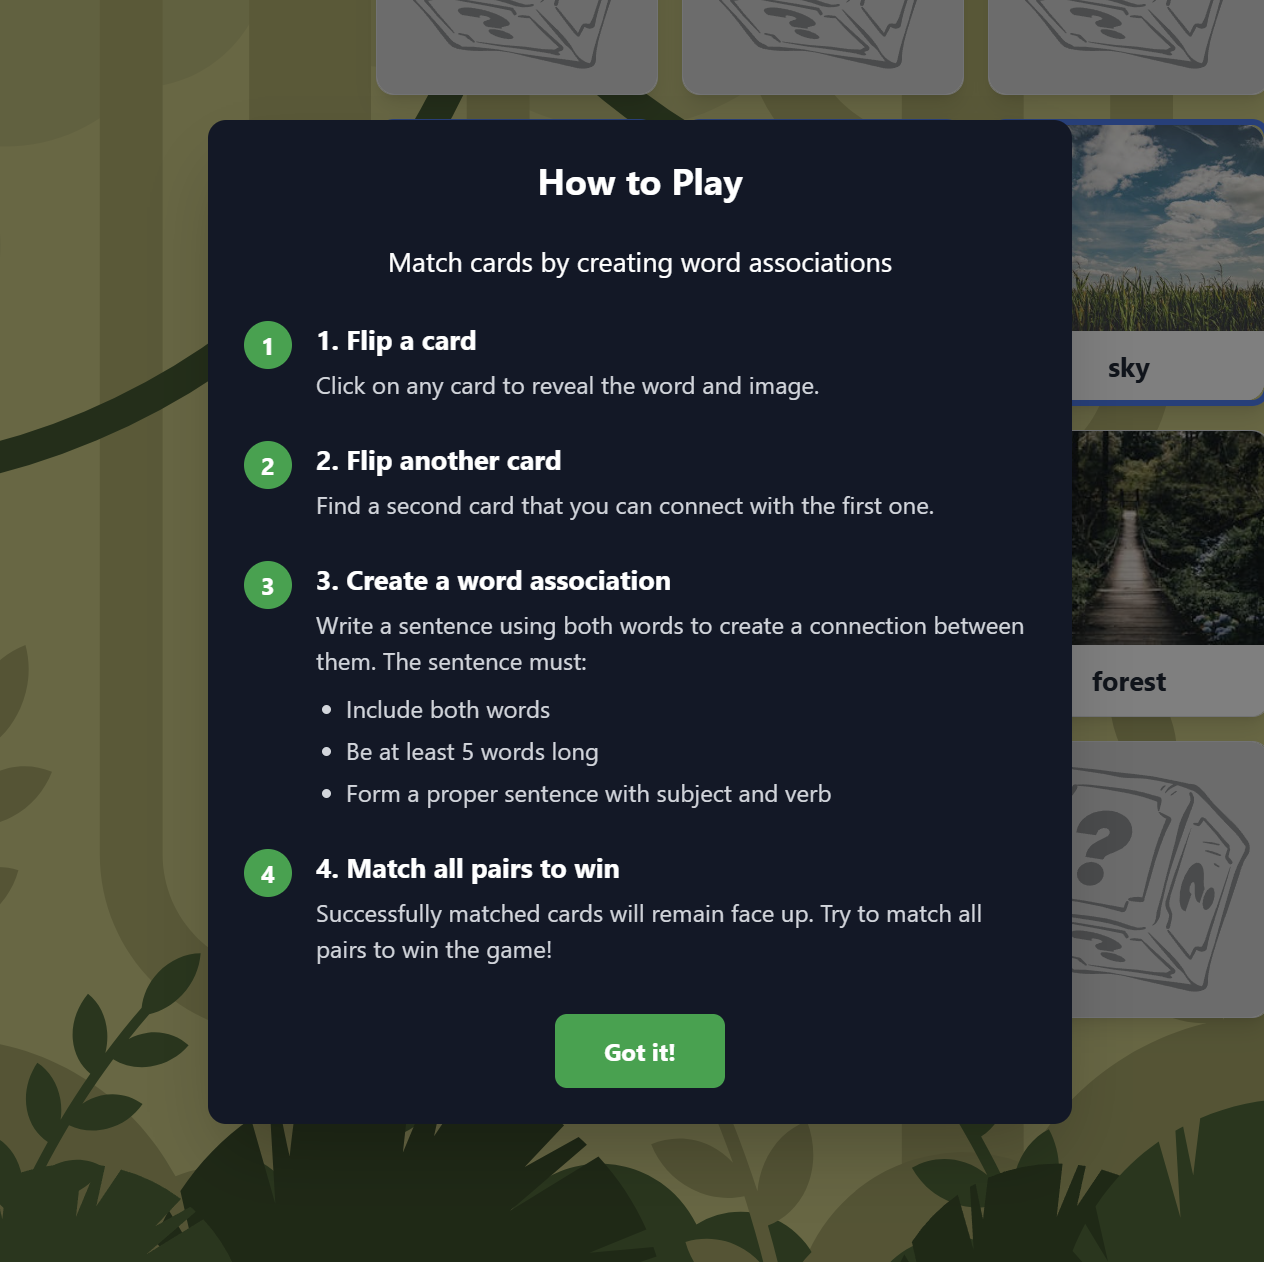 How to Play
Match cards by creating word associations
1
1. Flip a card
Click on any card to reveal the word and image.
2
2. Flip another card
Find a second card that you can connect with the first one.
3
3. Create a word association
Write a sentence using both words to create a connection between
them. The sentence must:
• Include both words
• Be at least 5 words long
• Form a proper sentence with subject and verb
4
4. Match all pairs to win
Successfully matched cards will remain face up. Try to match all
pairs to win the game!
Got it!
sky
forest
?
?
?